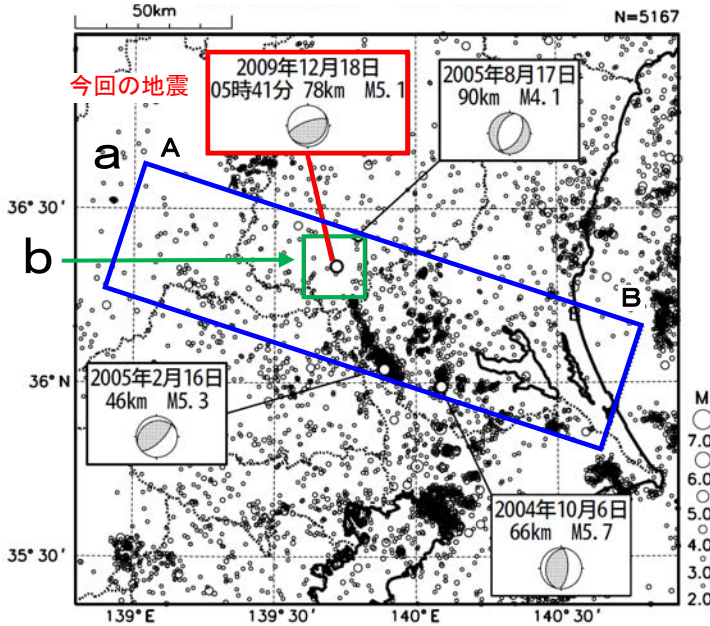 50km
N=5167
今回の地震
2009年12月18日
05時41分 78km M5.1
2005年8月17日
90km M4.1
a
A
36°30′
b
B
2005年2月16日
46km M5.3
36°N
M
7.0
6.0
5.0
4.0
3.0
2.0
2004年10月6日
66km M5.7
35°30′
139°E
139°30′
140°E
140°30′